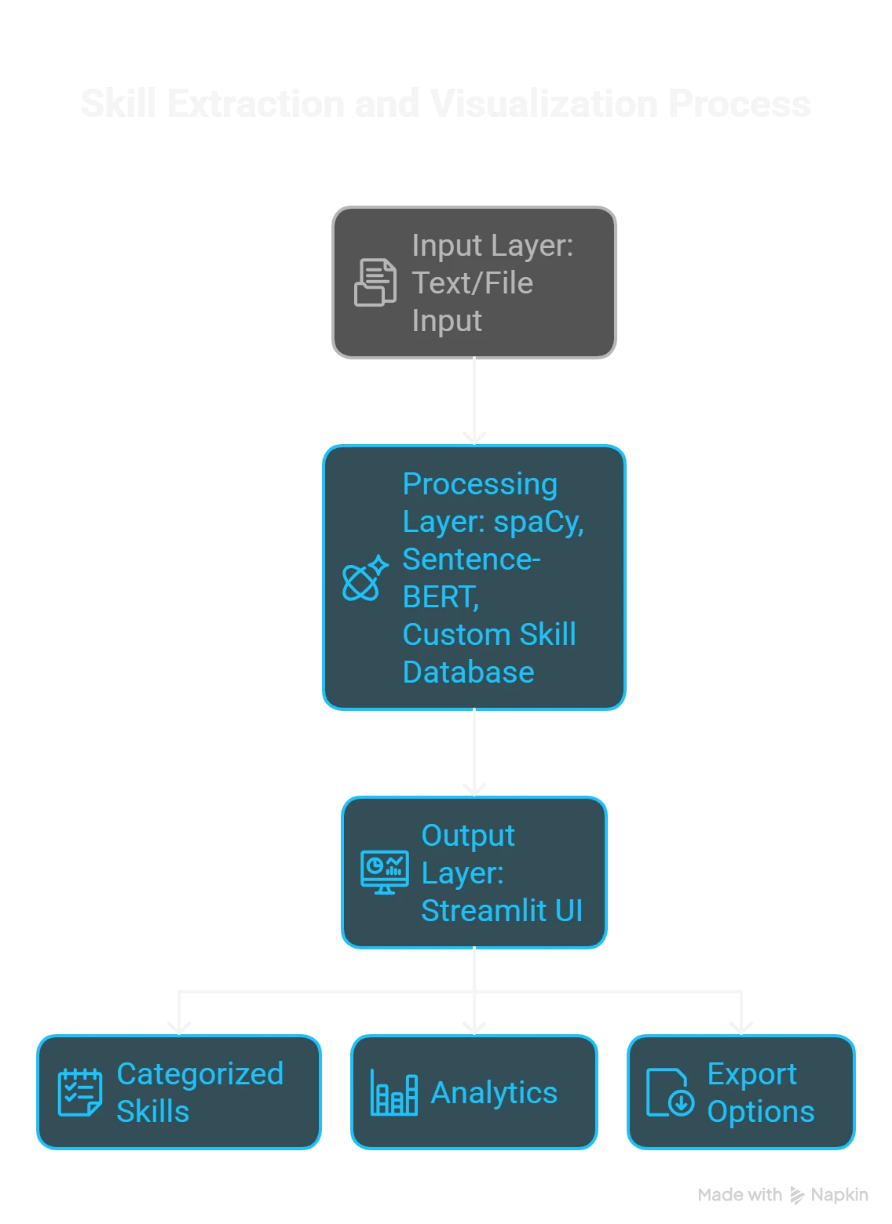 Skill Extraction and Visualization Process
Input Layer:
Text/File
Input
Processing
Layer: spaCy,
Sentence-
BERT,
Custom Skill
Database
Output
Layer:
Streamlit UI
Categorized
Skills
Analytics
Export
Options
Made with Napkin